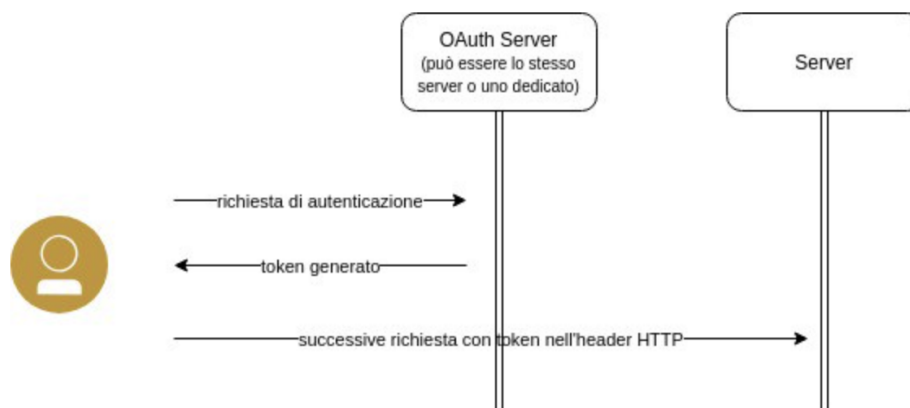 OAuth Server
(può essere lo stesso
server o uno dedicato)
Server
richiesta di autenticazione
token generato
successive richiesta con token nell'header HTTP